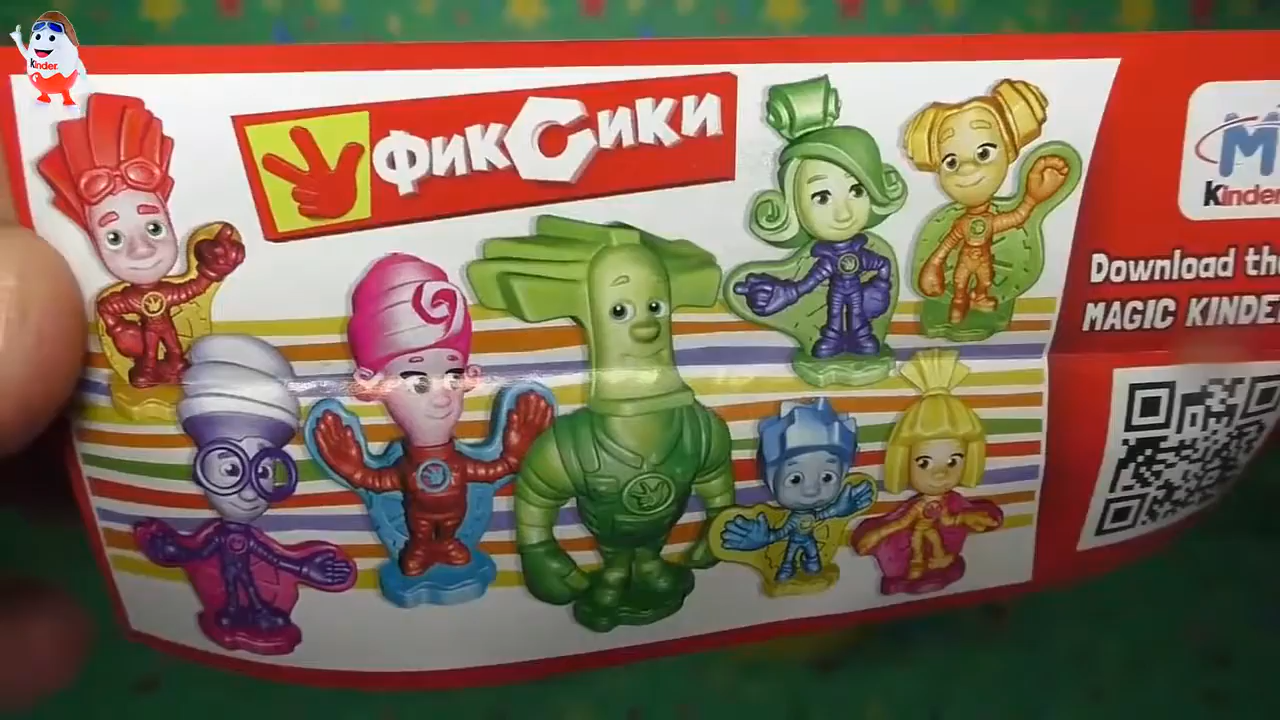 Kinder
ФИКСИКИ
Kinder
Download the
MAGIC KINDER